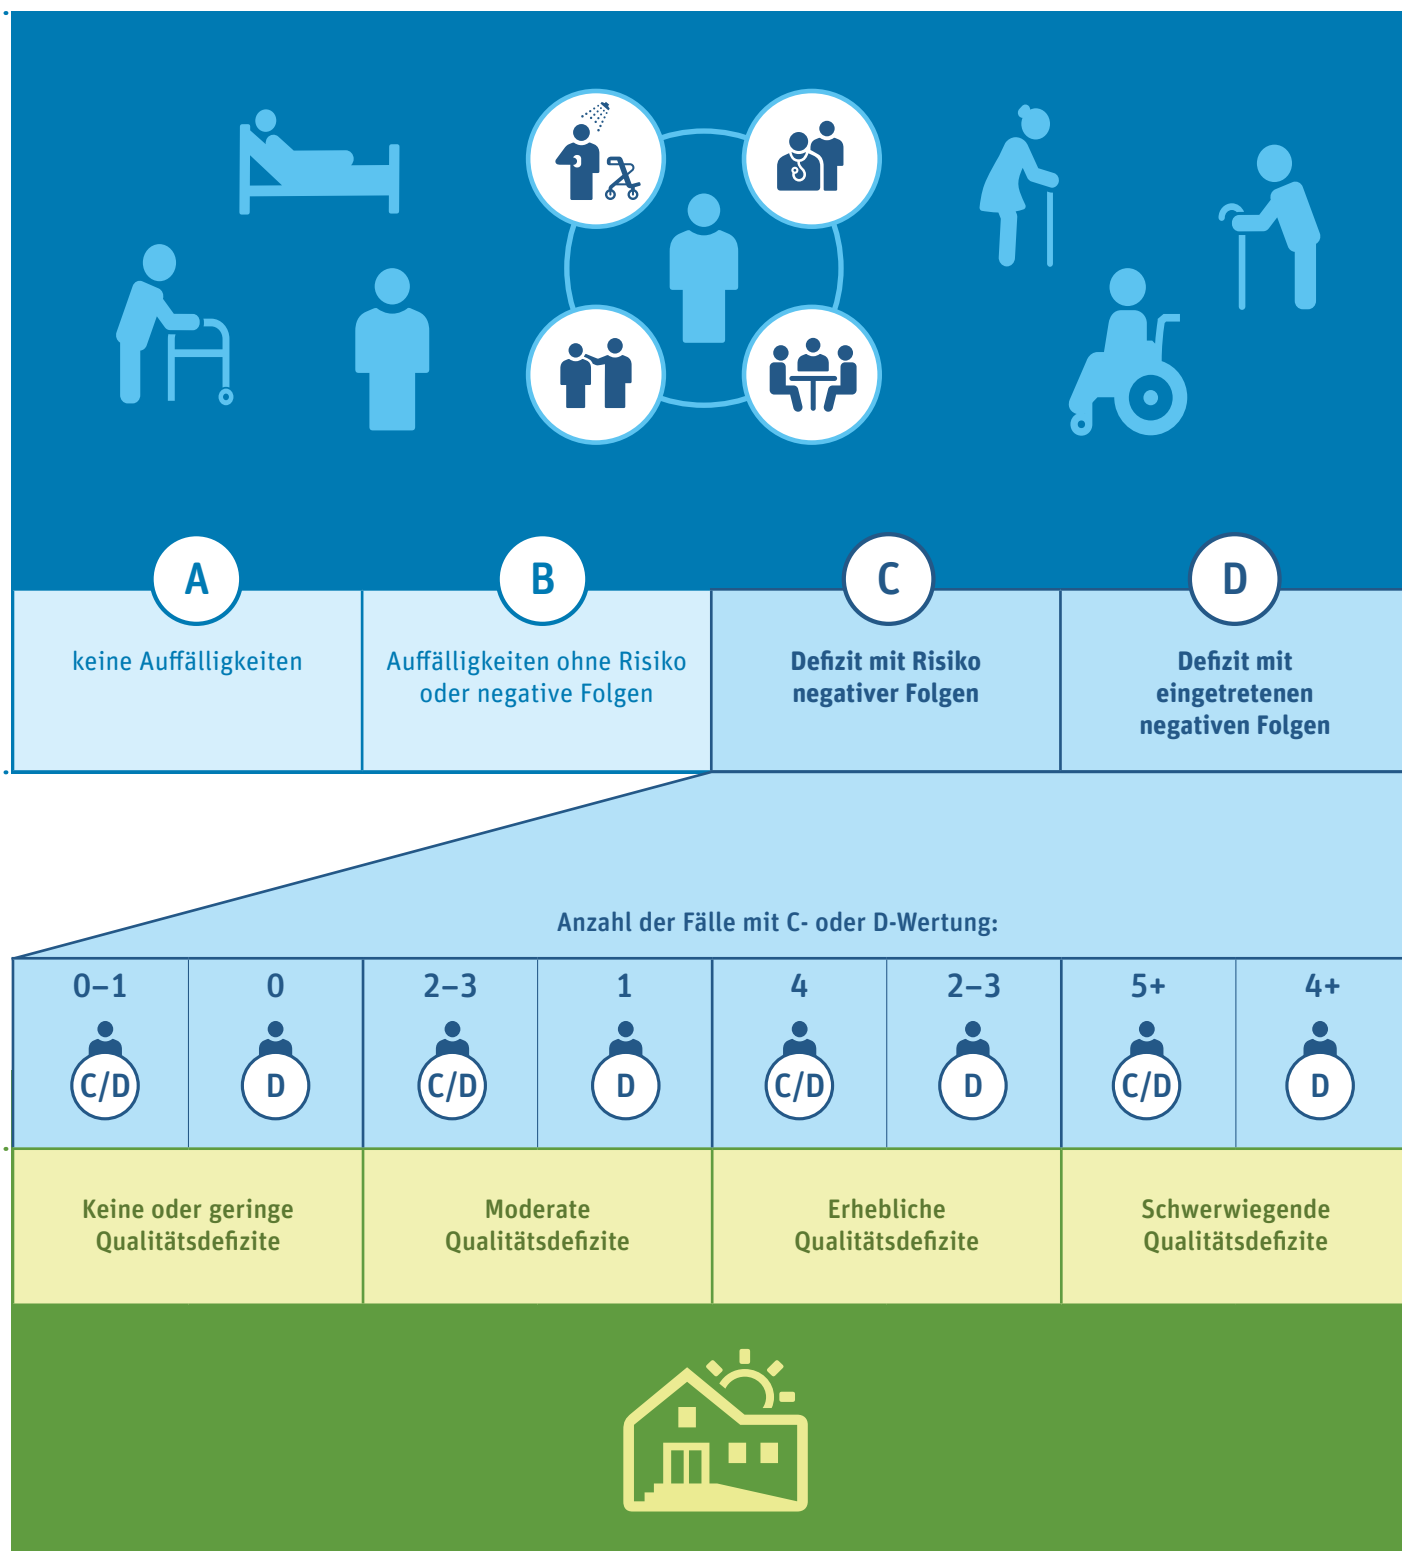 A
B
C
D
keine Auffälligkeiten
Auffälligkeiten ohne Risiko
oder negative Folgen
Defizit mit Risiko
negativer Folgen
Defizit mit
eingetretenen
negativen Folgen
Anzahl der Fälle mit C- oder D-Wertung:
0–1
0
2–3
1
4
2–3
5+
4+
C/D
D
C/D
D
C/D
D
C/D
D
Keine oder geringe
Qualitätsdefizite
Moderate
Qualitätsdefizite
Erhebliche
Qualitätsdefizite
Schwerwiegende
Qualitätsdefizite